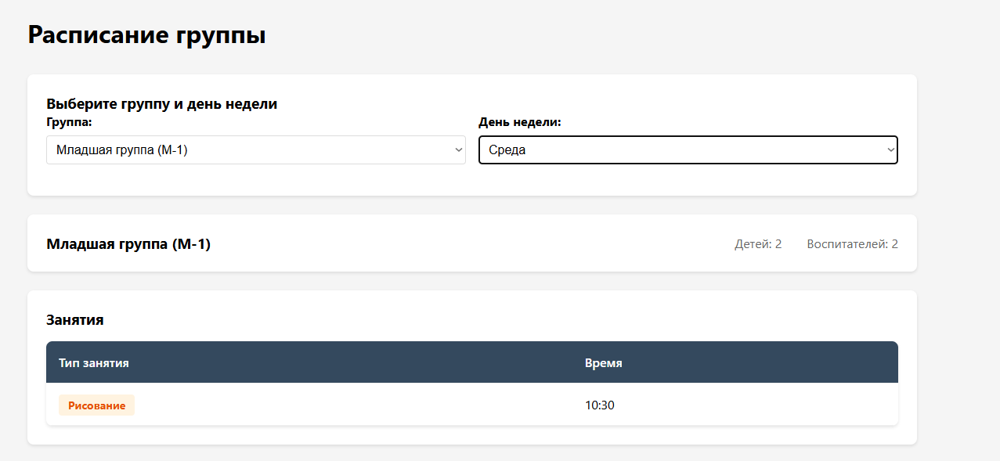 Расписание группы
Выберите группу и день недели
Группа:
День недели:
Младшая группа (М-1)
Среда
Младшая группа (М-1)
Детей: 2
Воспитателей: 2
Занятия
Тип занятия
Время
Рисование
10:30